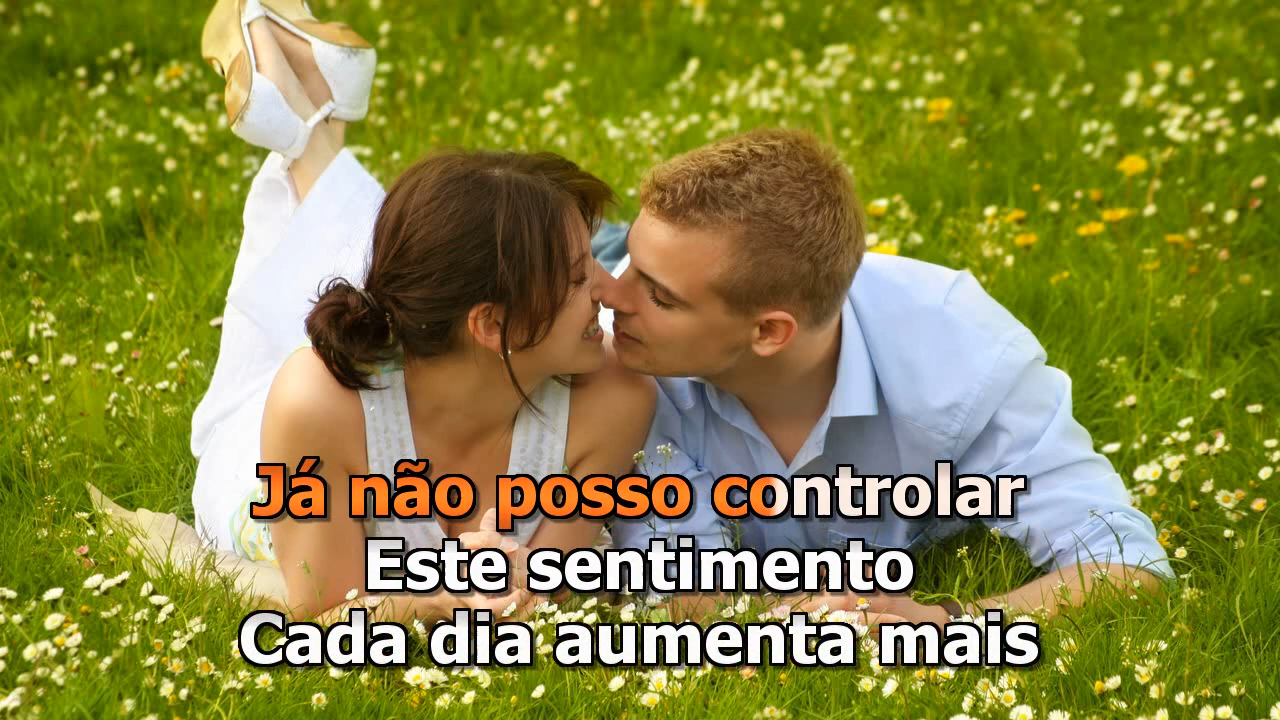 Já não posso controlar
Este sentimento
Cada dia aumenta mais